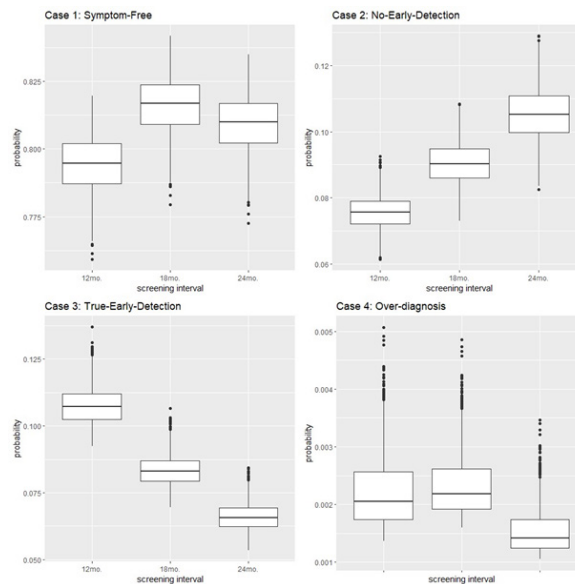 Case 1: Symptom-Free
probability
0.825
0.800
0.775
12mo.
18mo.
24mo.
screening interval
Case 2: No-Early-Detection
probability
0.12
0.10
0.08
0.06
12mo.
18mo.
24mo.
screening interval
Case 3: True-Early-Detection
probability
0.125
0.100
0.075
0.050
12mo.
18mo.
24mo.
screening interval
Case 4: Over-diagnosis
probability
0.005
0.004
0.003
0.002
0.001
screening interval